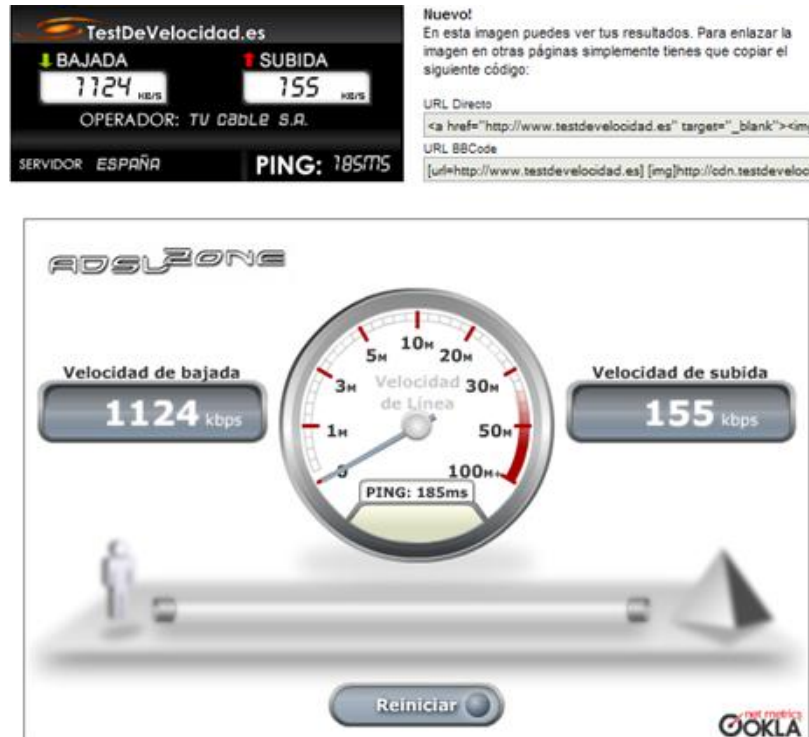 TestDeVelocidad.es
BAJADA
SUBIDA
1124 KB/S
155 KB/S
OPERADOR: TV CABLE S.A.
SERVIDOR ESPAÑA
PING: 185MS
Nuevo!
En esta imagen puedes ver tus resultados. Para enlazar la
imagen en otras páginas simplemente tienes que copiar el
siguiente código:
URL Directo
<a href="http://www.testdevelocidad.es" target="_blank"><img
URL BBCode
[url=http://www.testdevelocidad.es] [img]http://cdn.testdeveloc
ADSLZONE
Velocidad de bajada
1124 kbps
Velocidad de subida
155 kbps
Velocidad
de Línea
0
1M
3M
5M
10M
20M
30M
50M
100M+
PING: 185ms
Reiniciar
net metrics
OOKLA